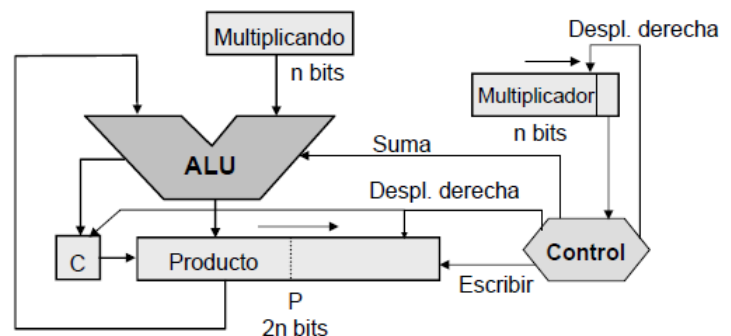 Multiplicando
n bits
Despl. derecha
Multiplicador
n bits
ALU
Suma
Despl. derecha
C
Producto
Control
Escribir
P
2n bits